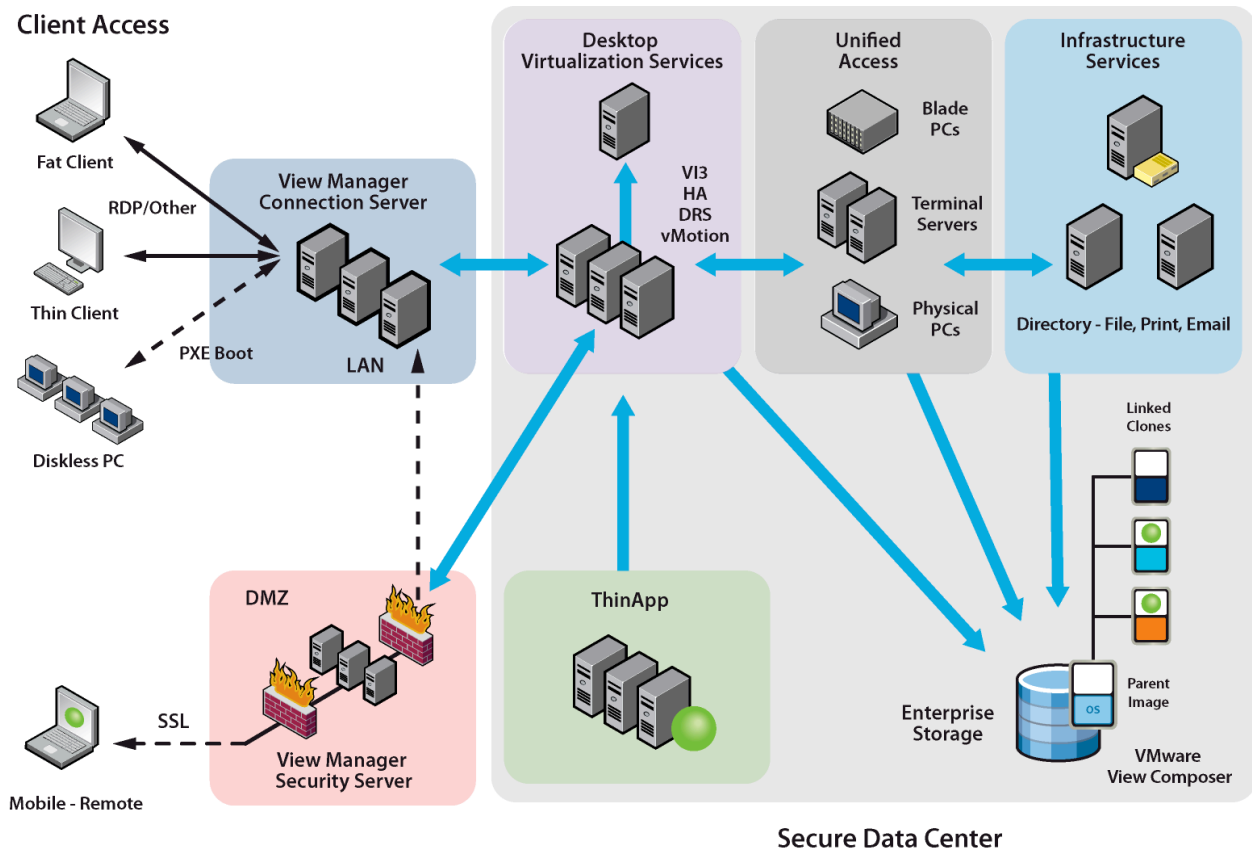 Client Access
Fat Client
RDP/Other
Thin Client
PXE Boot
Diskless PC
View Manager
Connection Server
LAN
Desktop
Virtualization Services
VI3
HA
DRS
vMotion
Unified
Access
Blade
PCs
Terminal
Servers
Physical
PCs
Infrastructure
Services
Directory - File, Print, Email
Linked
Clones
DMZ
View Manager
Security Server
SSL
Mobile - Remote
ThinApp
Enterprise
Storage
OS
Parent
Image
VMware
View Composer
Secure Data Center